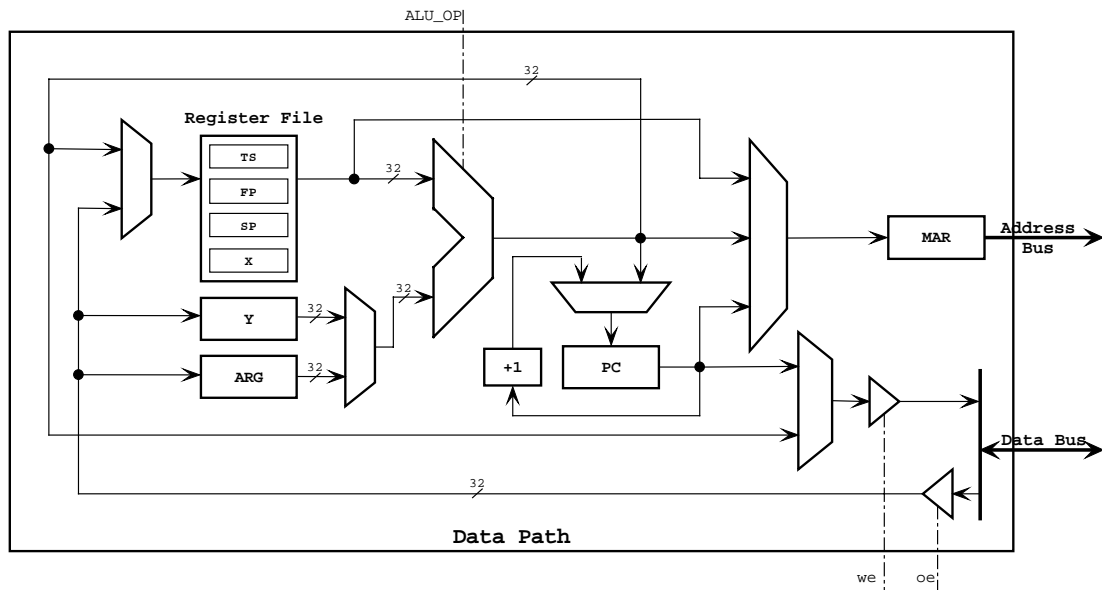 ALU_OP
32
Register File
TS
32
FP
SP
X
MAR
Address
Bus
32
32
Y
+1
PC
32
ARG
Data Bus
32
Data Path
we
oe